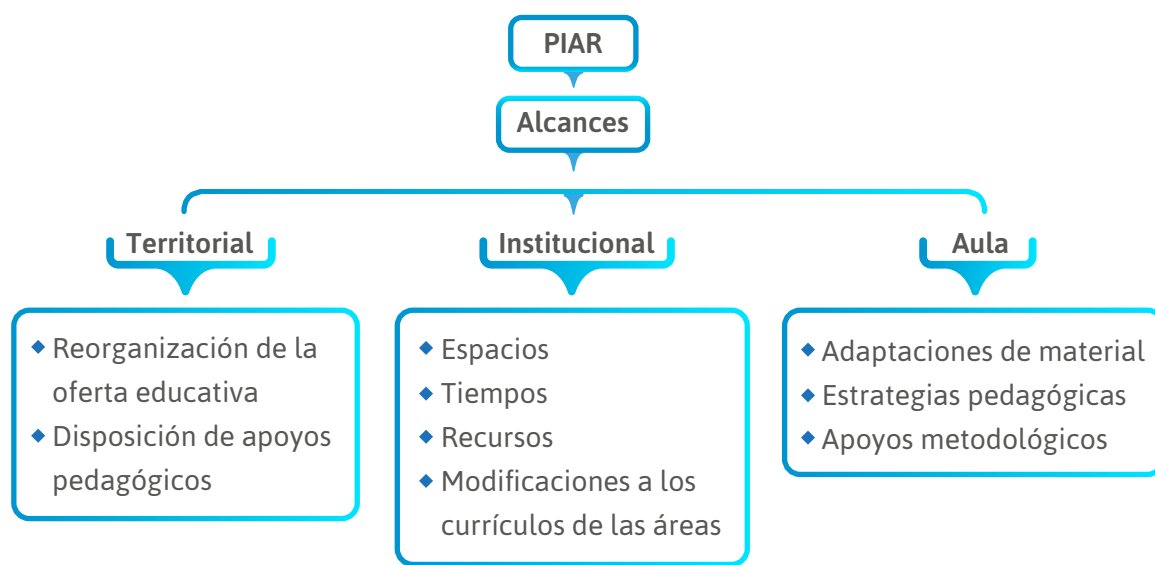 PIAR
Alcances
Territorial
Reorganización de la
oferta educativa
Disposición de apoyos
pedagógicos
Institucional
Espacios
Tiempos
Recursos
Modificaciones a los
currículos de las áreas
Aula
Adaptaciones de material
Estrategias pedagógicas
Apoyos metodológicos